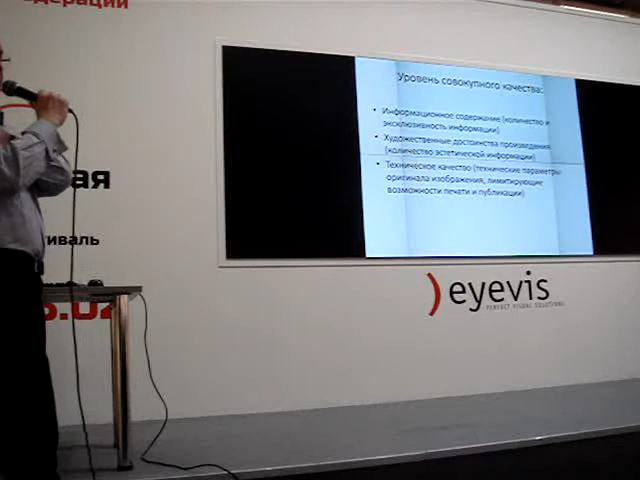 дерации
Уровень совокупного качества:
• Информационное содержание (количество и
эксклюзивность информации)
• Художественные достоинства произведения
(количество эстетической информации)
• Техническое качество (технические параметры
оригинала изображения, лимитирующие
возможности печати и публикации)
ая
иваль
eyevis
PERFECT VISUAL SOLUTIONS